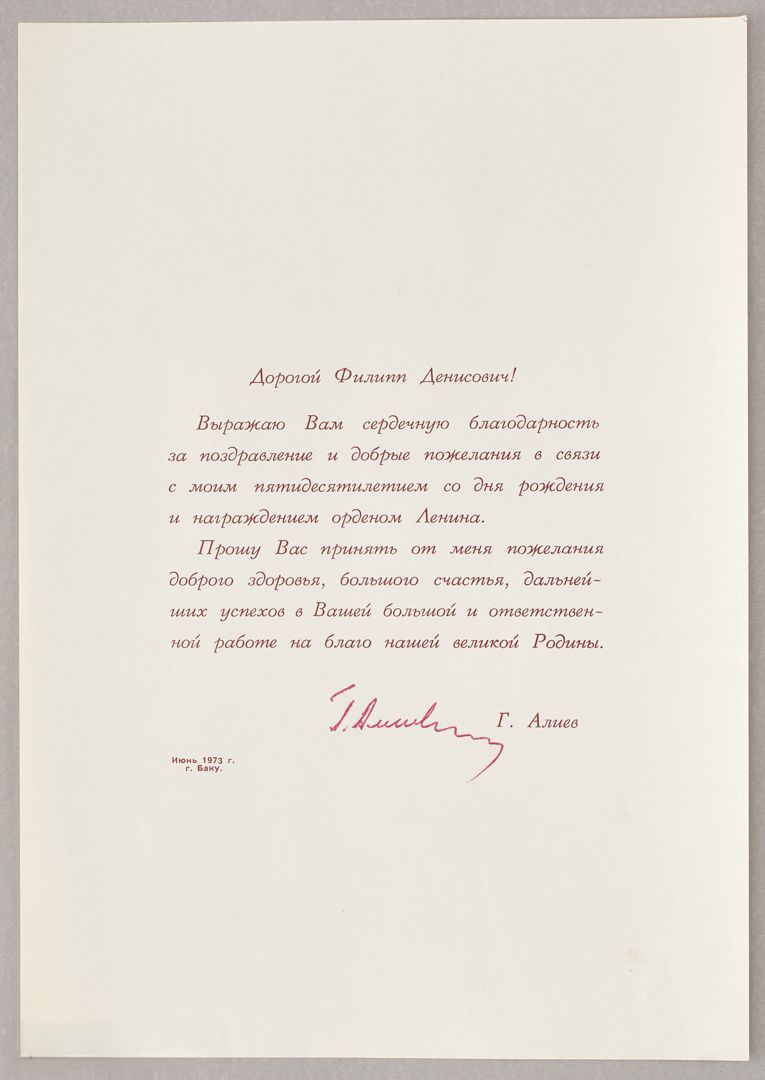 Дорогой Филипп Денисович!
Выражаю Вам сердечную благодарность
за поздравление и добрые пожелания в связи
с моим пятидесятилетием со дня рождения
и награждением орденом Ленина.
Прошу Вас принять от меня пожелания
доброго здоровья, большого счастья, дальней-
ших успехов в Вашей большой и ответствен-
ной работе на благо нашей великой Родины.
Г. Алиев Г. Алиев
Июнь 1973 г.
г. Баку.